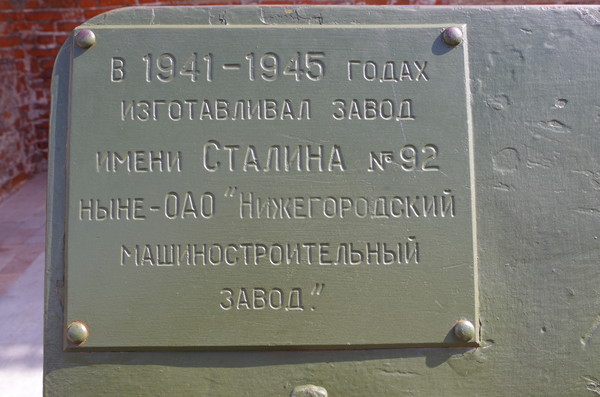 В 1941-1945 ГОДАХ
ИЗГОТАВЛИВАЛ ЗАВОД
ИМЕНИ СТАЛИНА №92
НЫНЕ-ОАО "НИЖЕГОРОДСКИЙ
МАШИНОСТРОИТЕЛЬНЫЙ
ЗАВОД."